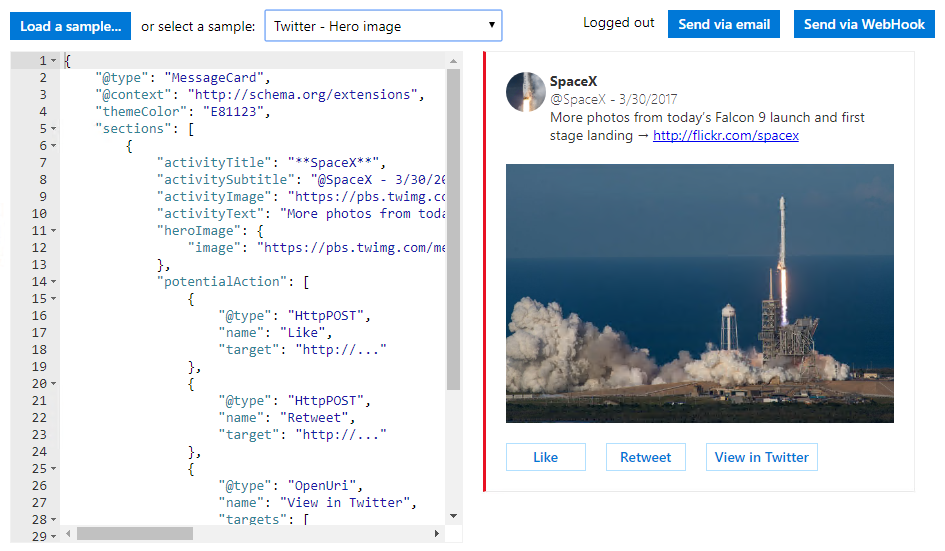 Load a sample... or select a sample: Twitter - Hero image Logged out Send via email Send via WebHook
1 {
2 "@type": "MessageCard",
3 "@context": "http://schema.org/extensions",
4 "themeColor": "E81123",
5 "sections": [
6 {
7 "activityTitle": "**SpaceX**",
8 "activitySubtitle": "@SpaceX - 3/30/20
9 "activityImage": "https://pbs.twimg.co
10 "activityText": "More photos from toda
11 "heroImage": {
12 "image": "https://pbs.twimg.com/me
13 },
14 "potentialAction": [
15 {
16 "@type": "HttpPOST",
17 "name": "Like",
18 "target": "http://..."
19 },
20 {
21 "@type": "HttpPOST",
22 "name": "Retweet",
23 "target": "http://..."
24 },
25 {
26 "@type": "OpenUri",
27 "name": "View in Twitter",
28 "targets": [
29
SpaceX
@SpaceX - 3/30/2017
More photos from today's Falcon 9 launch and first
stage landing → http://flickr.com/spacex
Like Retweet View in Twitter